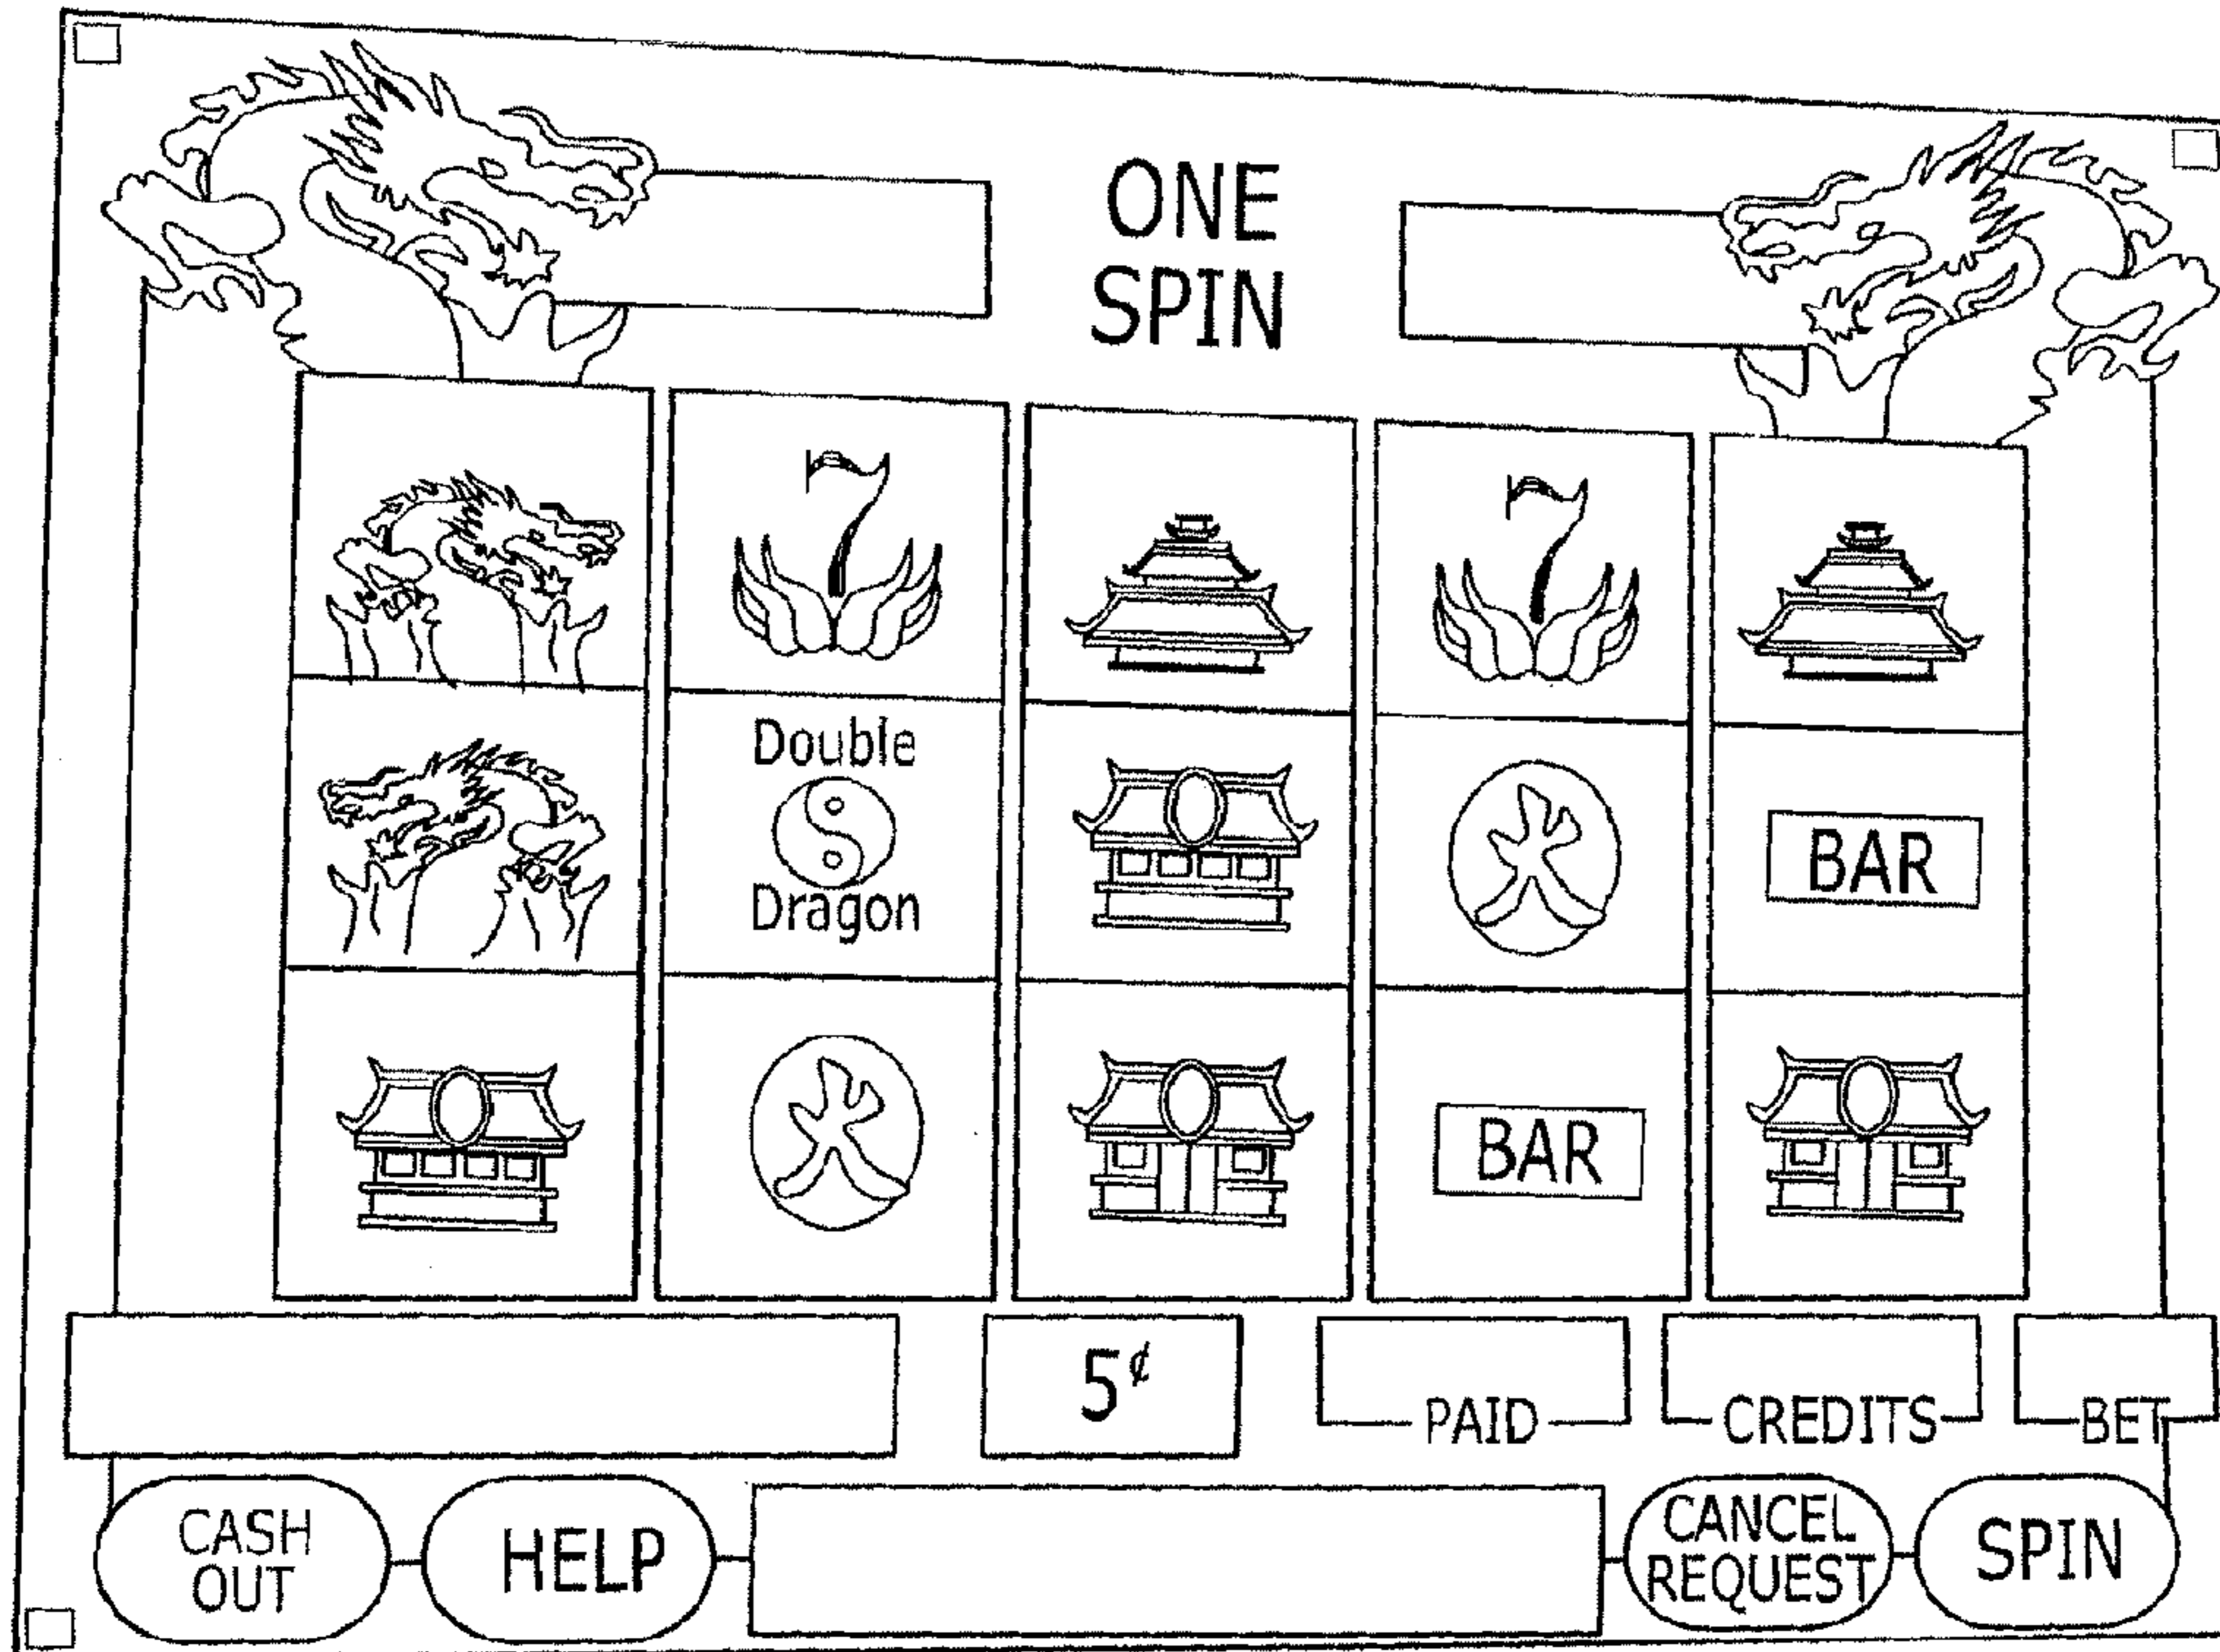 ONE
SPIN
7
7
Double
Dragon
火
BAR
火
BAR
5¢
PAID
CREDITS
BET
CASH
OUT
HELP
CANCEL
REQUEST
SPIN